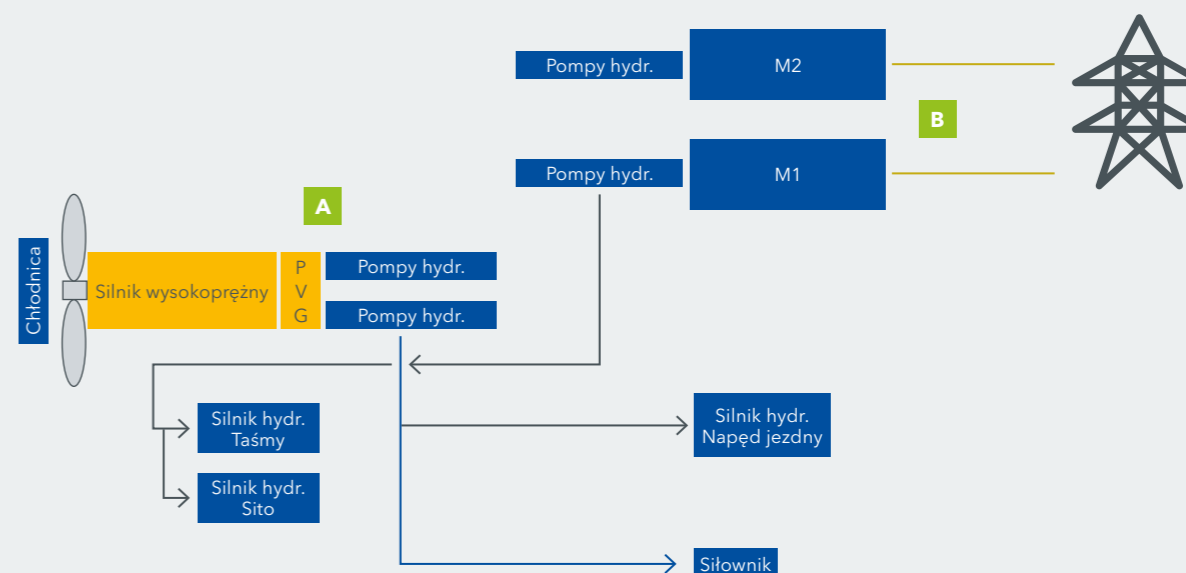 Pompy hydr.
M2
B
Pompy hydr.
M1
A
Chłodnica
Silnik wysokoprężny
P
V
G
Pompy hydr.
Pompy hydr.
Silnik hydr.
Taśmy
Silnik hydr.
Napęd jezdny
Silnik hydr.
Sito
Siłownik